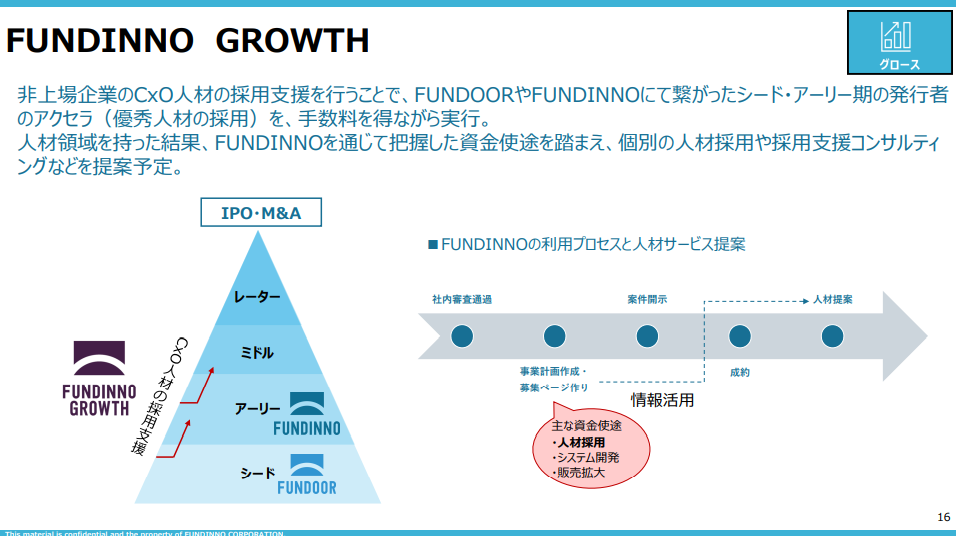 FUNDINNO GROWTH
グロース
非上場企業のCxO人材の採用支援を行うことで、FUNDOORやFUNDINNOにて繋がったシード・アーリー期の発行者
のアクセラ（優秀人材の採用）を、手数料を得ながら実行。
人材領域を持った結果、FUNDINNOを通じて把握した資金使途を踏まえ、個別の人材採用や採用支援コンサルティ
ングなどを提案予定。
IPO・M&A
レーター
ミドル
アーリー
FUNDINNO
シード
FUNDOOR
FUNDINNO
GROWTH
CxO人材の採用支援
■FUNDINNOの利用プロセスと人材サービス提案
社内審査通過
案件開示
人材提案
事業計画作成・
募集ページ作り
成約
情報活用
主な資金使途
・人材採用
・システム開発
・販売拡大
16
This material is confidential and the property of FUNDINNO CORPORATION